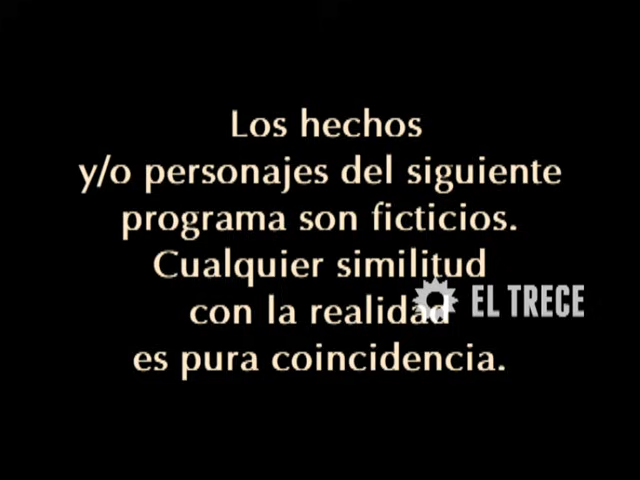 Los hechos
y/o personajes del siguiente
programa son ficticios.
Cualquier similitud
con la realidad
EL TRECE
es pura coincidencia.